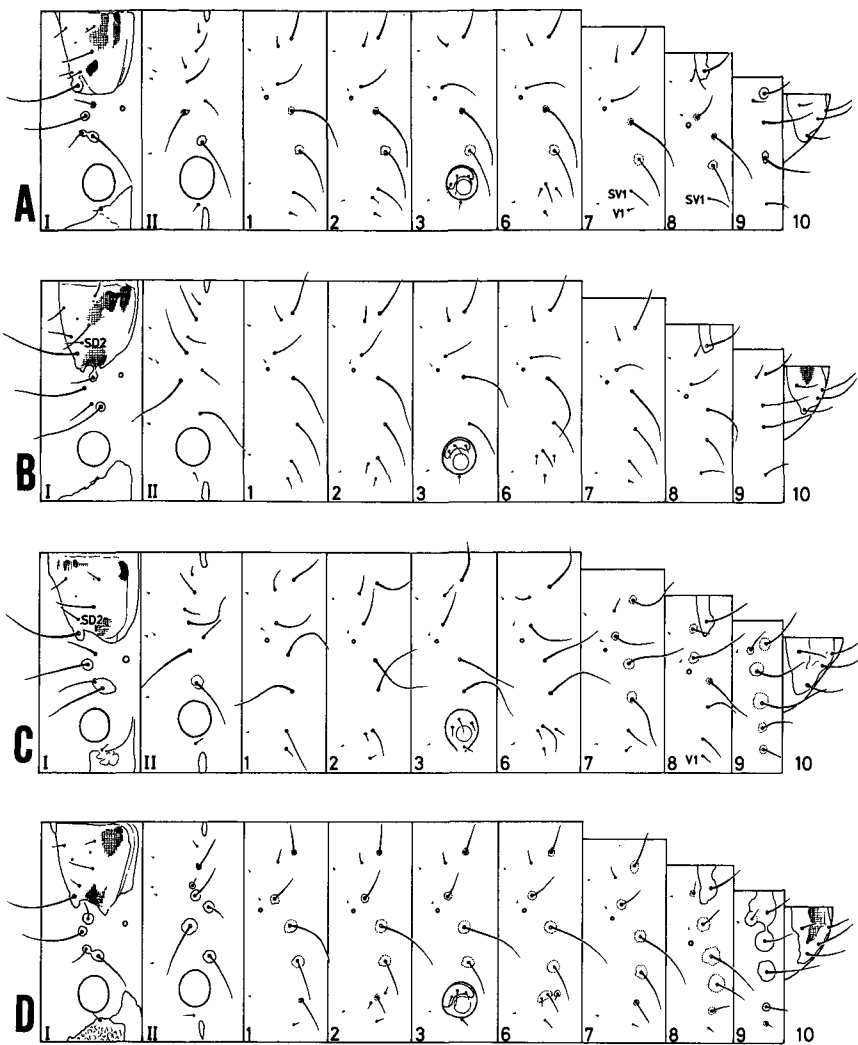 SV1 SV1
V1
A I II 1 2 3 6 7 8 9 10
SD2
B I II 1 2 3 6 7 8 9 10
SD2
V1
C I II 1 2 3 6 7 8 9 10
D I II 1 2 3 6 7 8 9 10